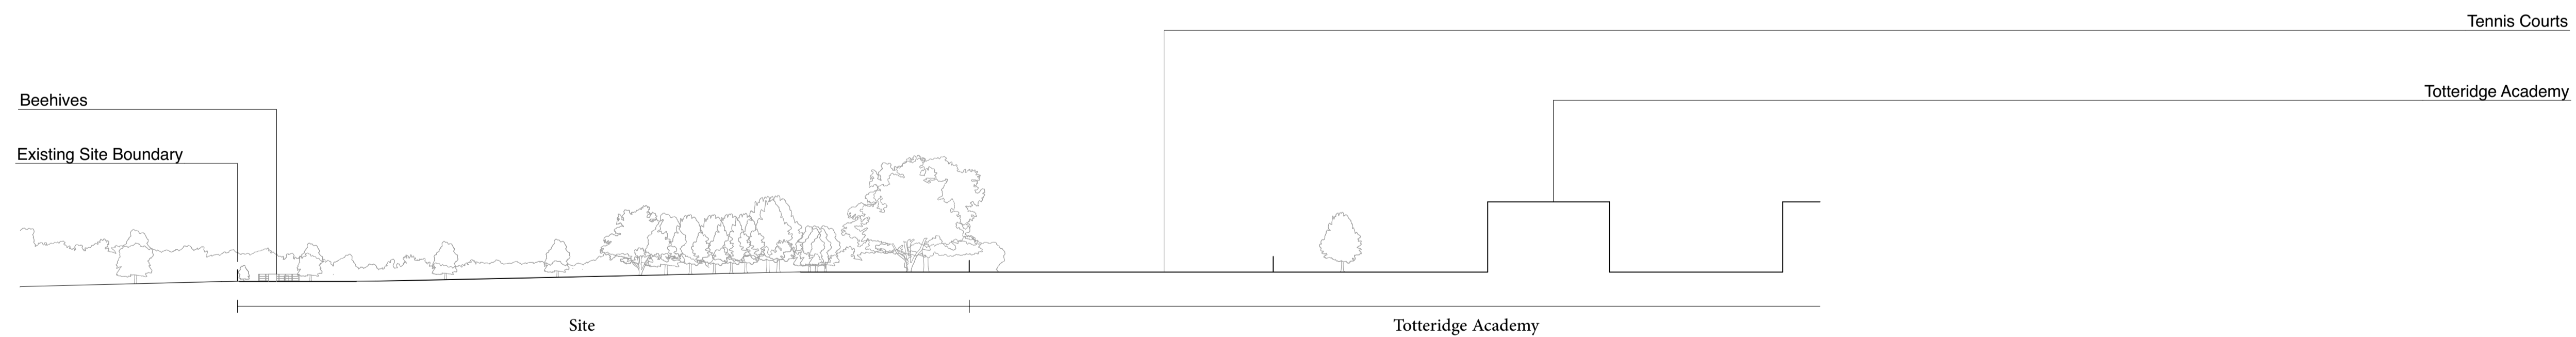 Tennis Courts
Totteridge Academy
Beehives
Existing Site Boundary
Site
Totteridge Academy